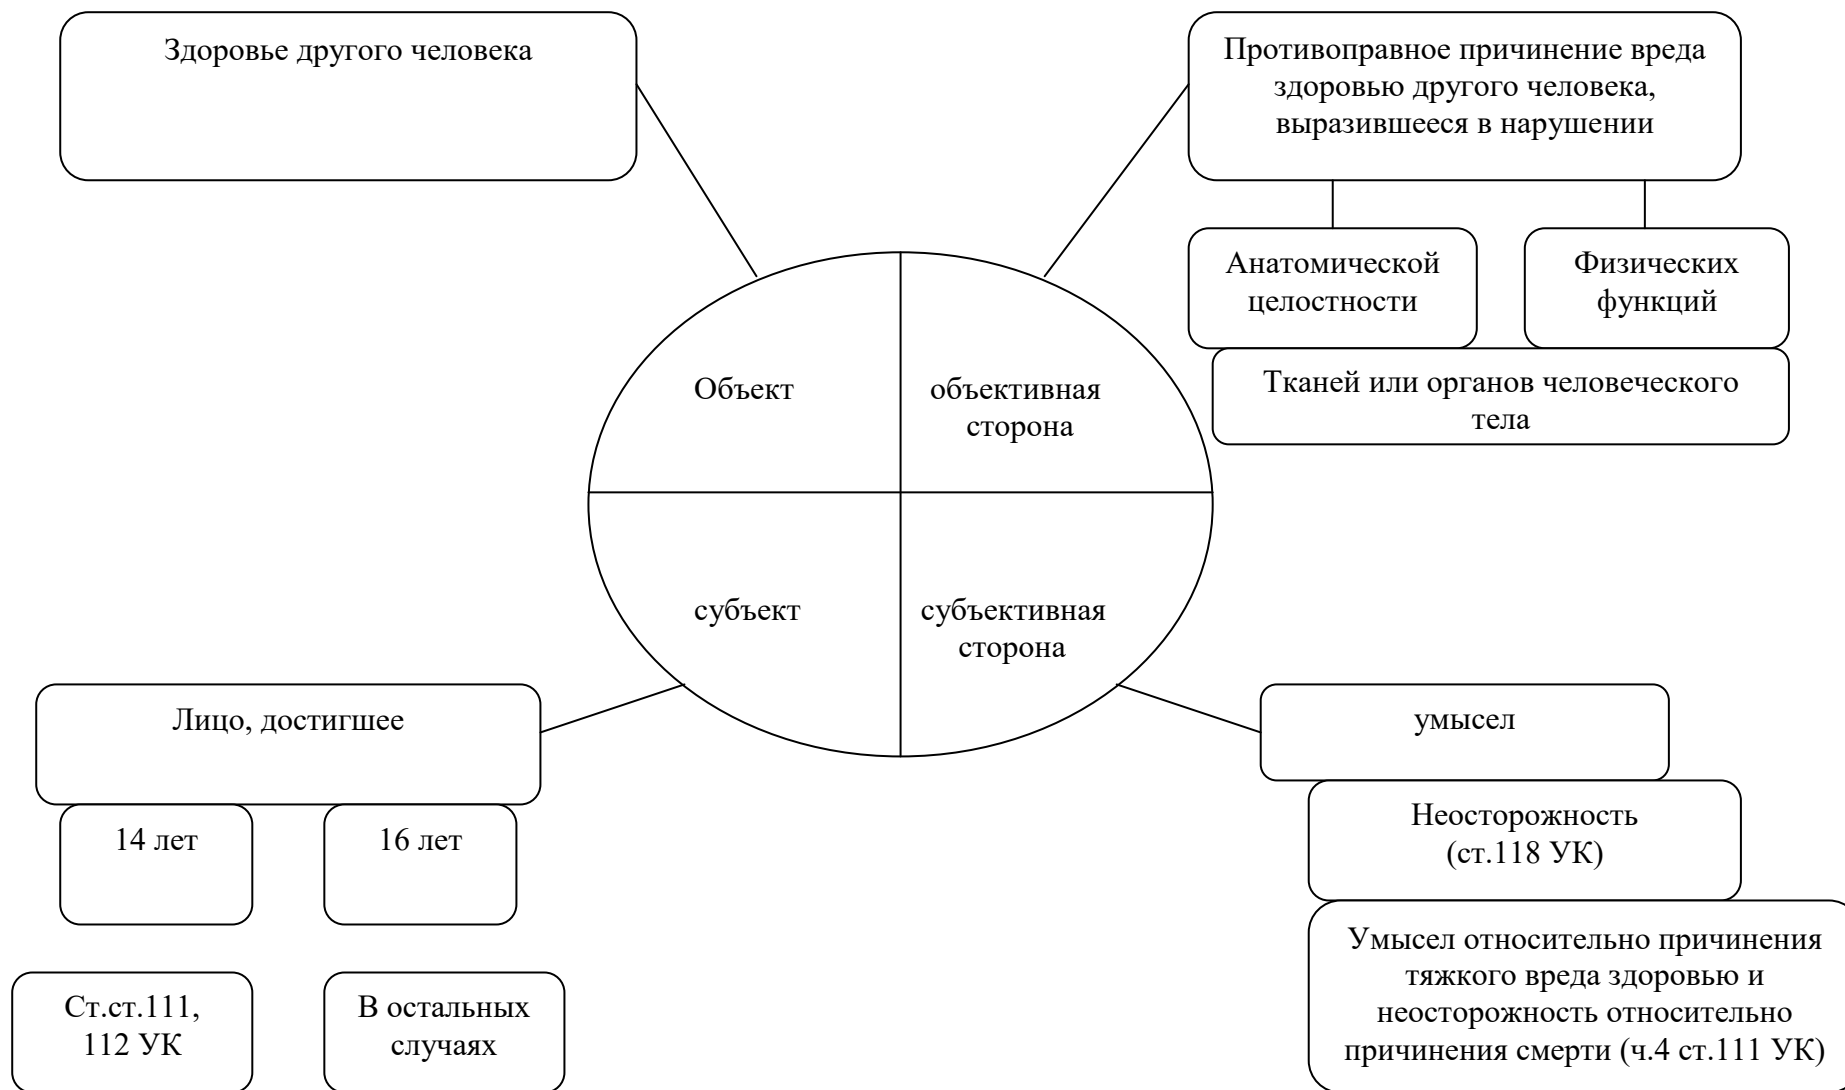 Здоровье другого человека
Противоправное причинение вреда
здоровью другого человека,
выразившееся в нарушении
Анатомической
целостности
Физических
функций
Тканей или органов человеческого
тела
Объект
объективная
сторона
субъект
субъективная
сторона
Лицо, достигшее
14 лет
16 лет
Ст.ст.111,
112 УК
В остальных
случаях
умысел
Неосторожность
(ст.118 УК)
Умысел относительно причинения
тяжкого вреда здоровью и
неосторожность относительно
причинения смерти (ч.4 ст.111 УК)